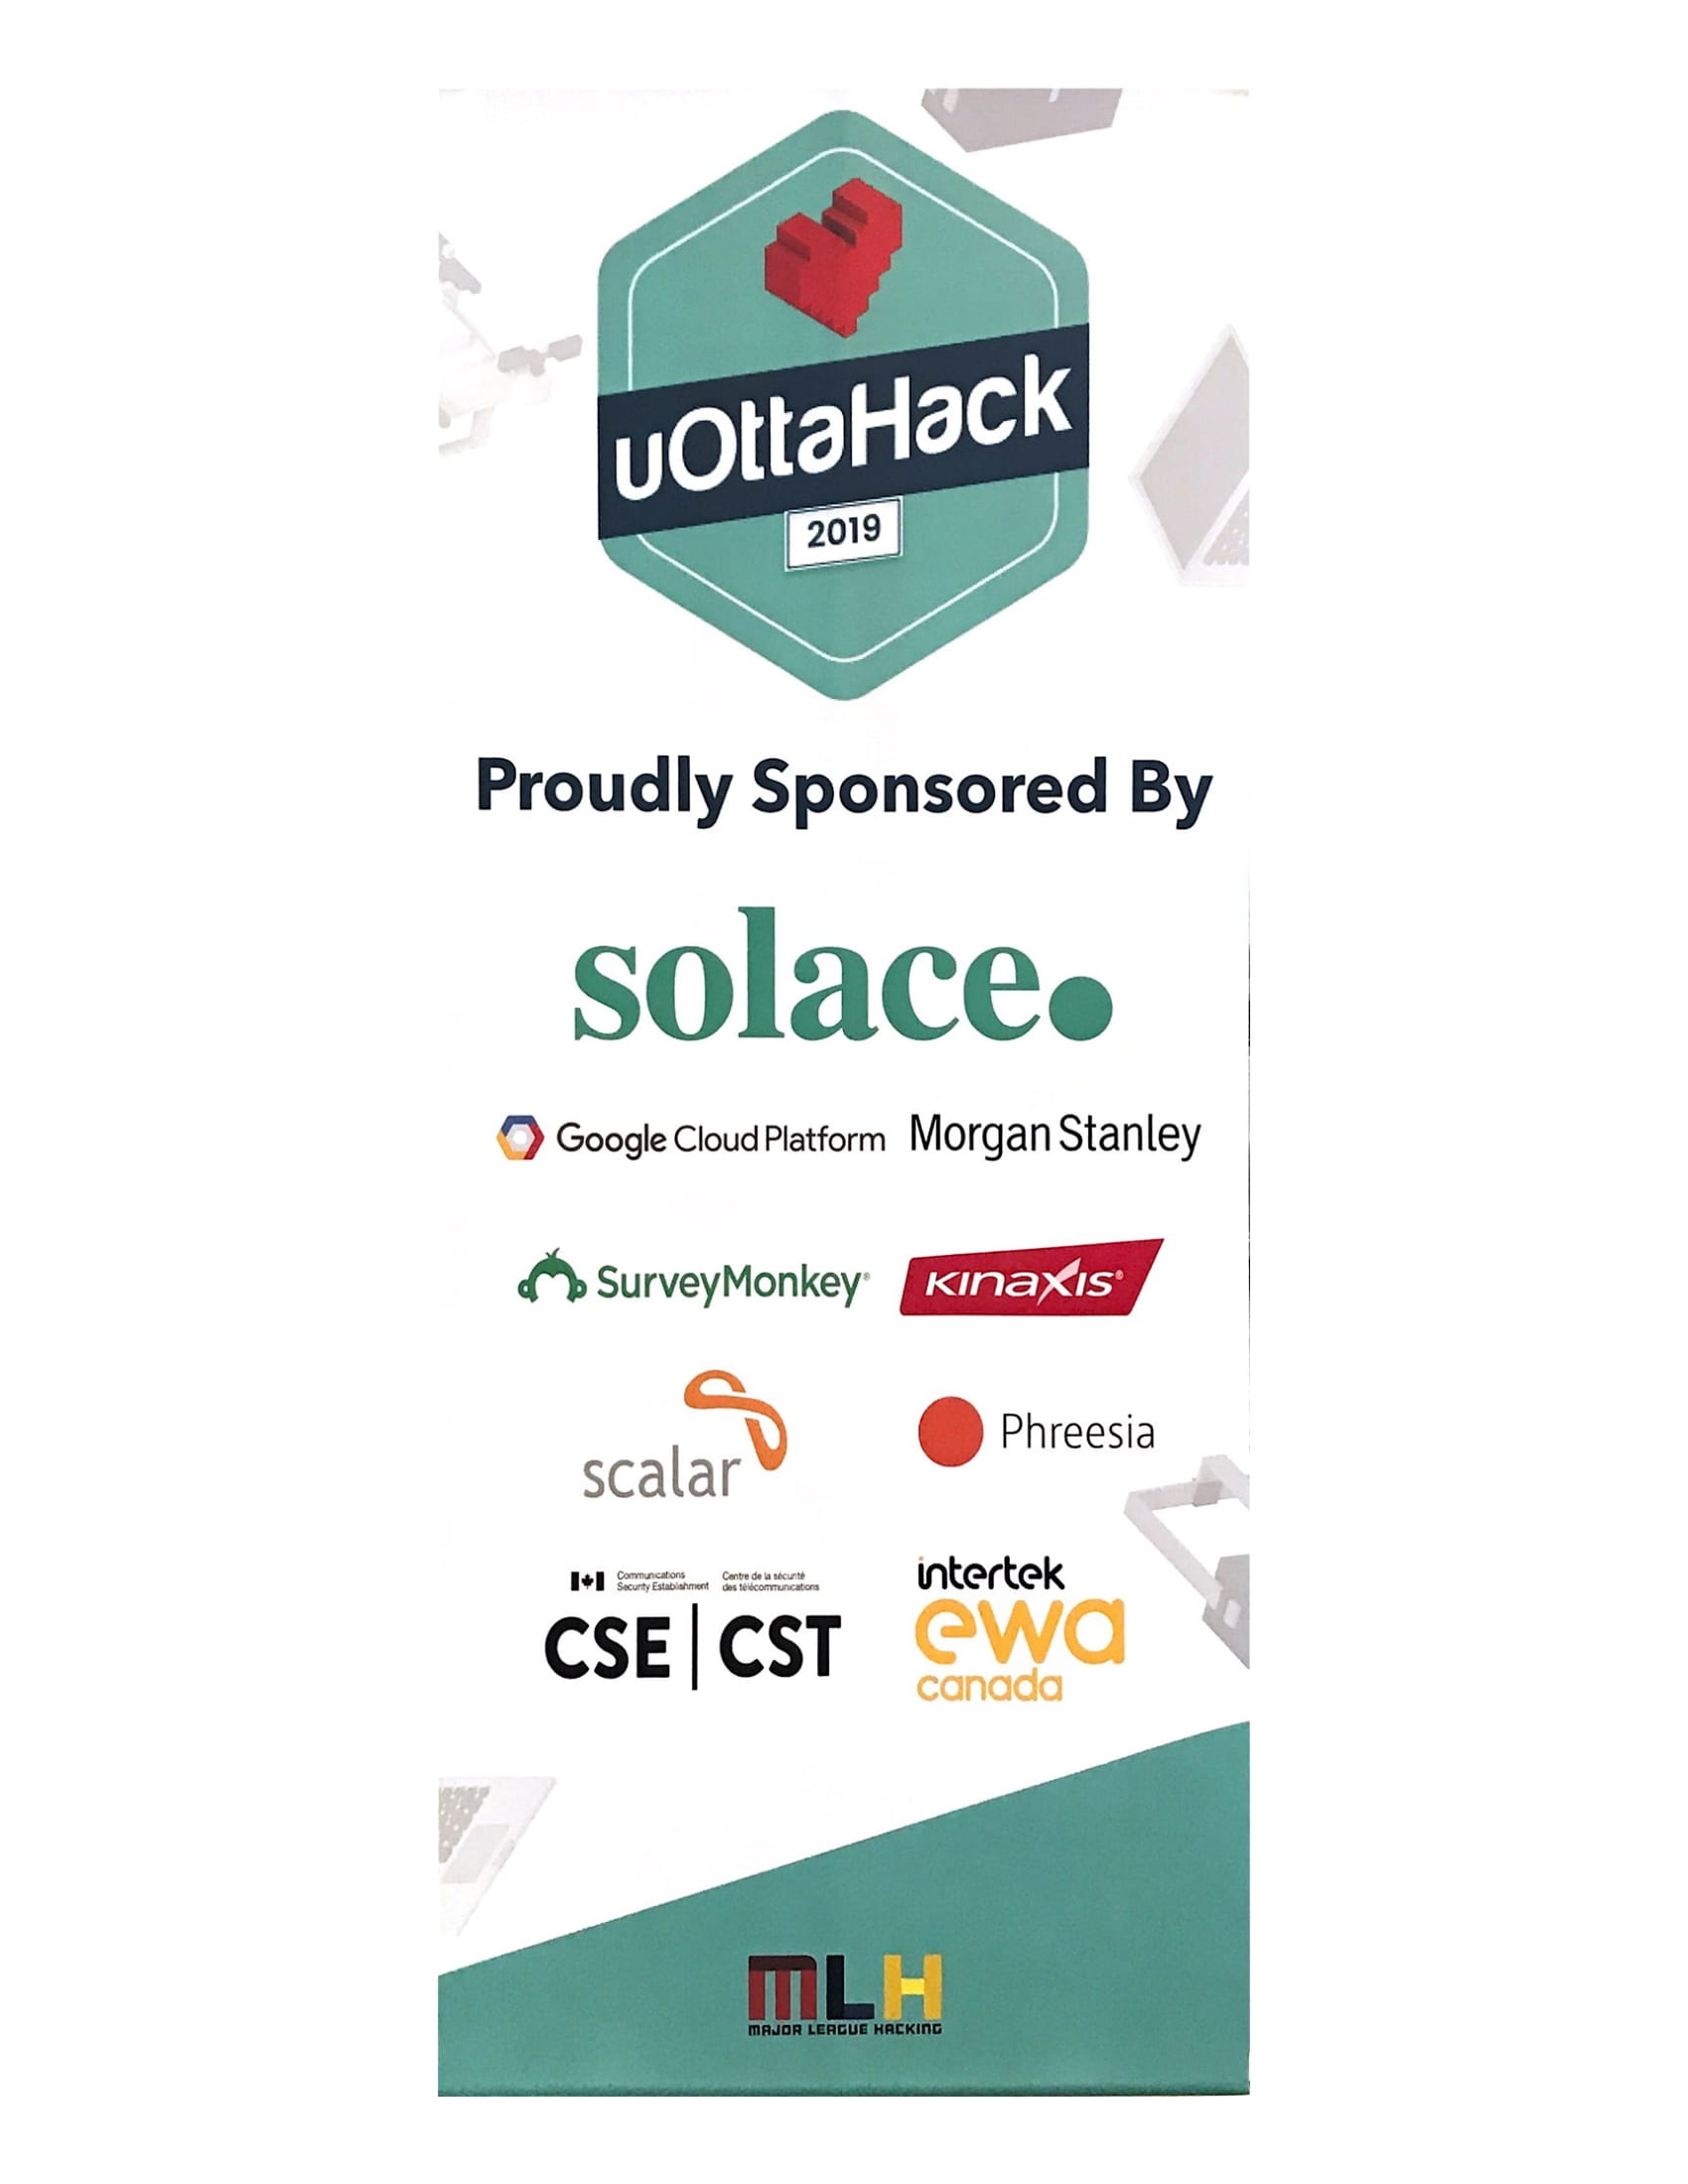 uOttaHack
2019
Proudly Sponsored By
solace.
Google Cloud Platform
Morgan Stanley
SurveyMonkey®
KINAXIS®
scalar
Phreesia
Communications
Security Establishment
Centre de la sécurité
des télécommunications
CSE | CST
intertek
ewa
canada
MLH
MAJOR LEAGUE HACKING